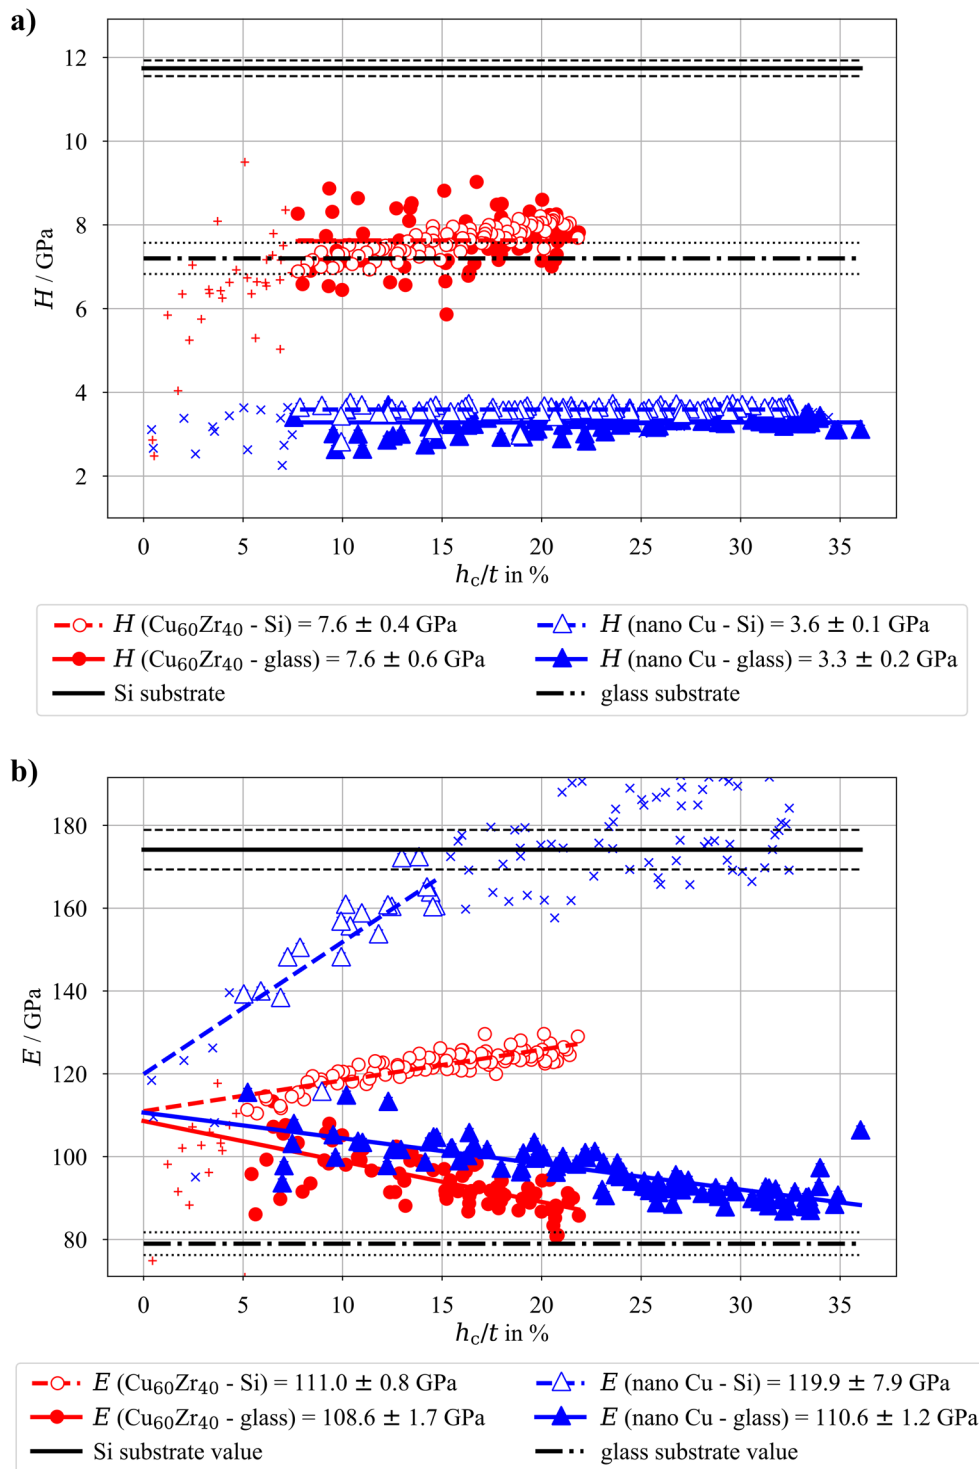 a)
12
10
8
6
4
2
H / GPa
0 5 10 15 20 25 30 35
h_c/t in %
H (Cu₆₀Zr₄₀ - Si) = 7.6 ± 0.4 GPa
H (nano Cu - Si) = 3.6 ± 0.1 GPa
H (Cu₆₀Zr₄₀ - glass) = 7.6 ± 0.6 GPa
H (nano Cu - glass) = 3.3 ± 0.2 GPa
Si substrate
glass substrate
b)
180
160
140
120
100
80
E / GPa
0 5 10 15 20 25 30 35
h_c/t in %
E (Cu₆₀Zr₄₀ - Si) = 111.0 ± 0.8 GPa
E (nano Cu - Si) = 119.9 ± 7.9 GPa
E (Cu₆₀Zr₄₀ - glass) = 108.6 ± 1.7 GPa
E (nano Cu - glass) = 110.6 ± 1.2 GPa
Si substrate value
glass substrate value